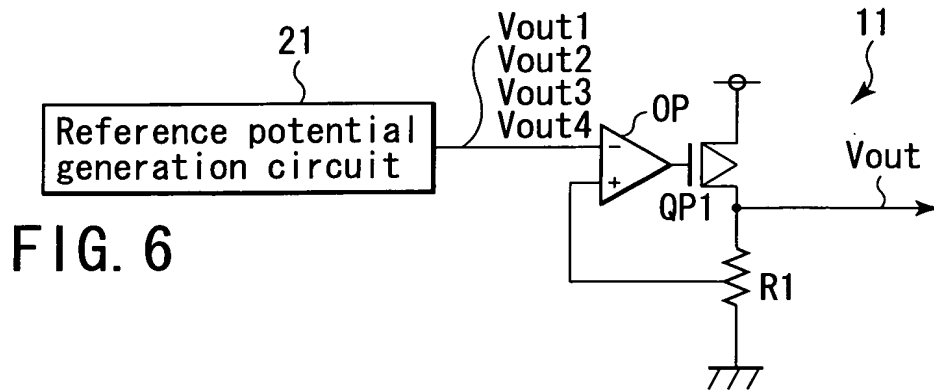 Vout1
Vout2
Vout3
Vout4
21
11
OP
Reference potential
generation circuit
−
+
QP1
Vout
R1
FIG. 6